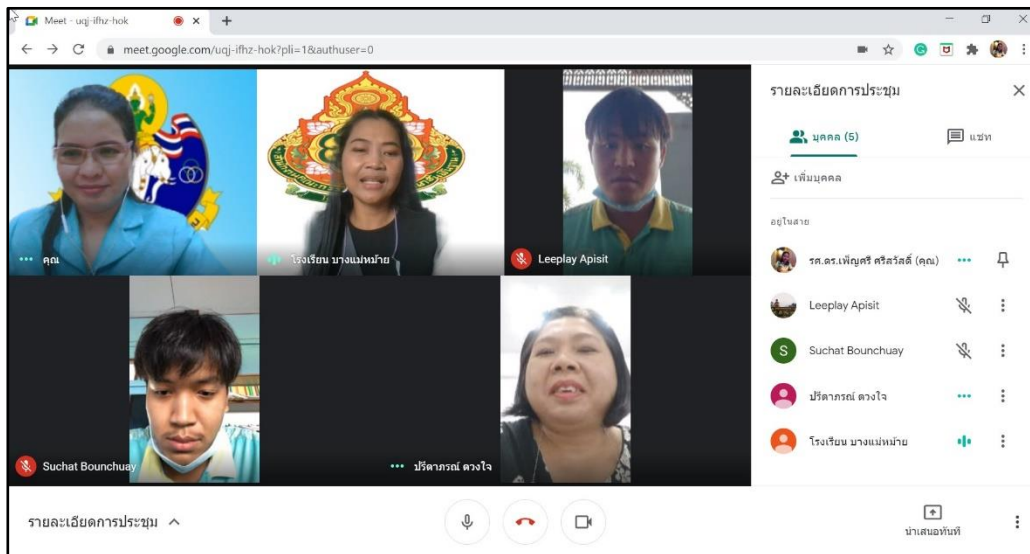 Meet - uqj-ifhz-hok
meet.google.com/uqj-ifhz-hok?pli=1&authuser=0
คุณ
โรงเรียน บางแม่หม้าย
Leeplay Apisit
Suchat Bounchuay
ปรีดาภรณ์ ดวงใจ
รายละเอียดการประชุม
บุคคล (5)
แชท
เพิ่มบุคคล
อยู่ในสาย
รศ.ดร.เพ็ญศรี ศรีสวัสดิ์ (คุณ)
Leeplay Apisit
S
Suchat Bounchuay
ปรีดาภรณ์ ดวงใจ
โรงเรียน บางแม่หม้าย
รายละเอียดการประชุม
นำเสนอทันที